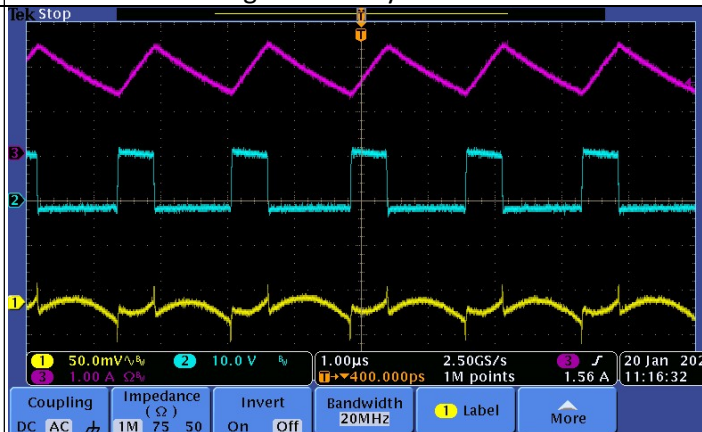 Tek Stop
T
T
3
2
1
1 50.0mV 2 10.0 V 1.00µs 2.50GS/s 3 20 Jan 202
3 1.00 A Ω T→▼400.000ps 1M points 1.56 A 11:16:32
Coupling Impedance Invert Bandwidth 1 Label More
(Ω) 20MHz
DC AC 1M 75 50 On Off